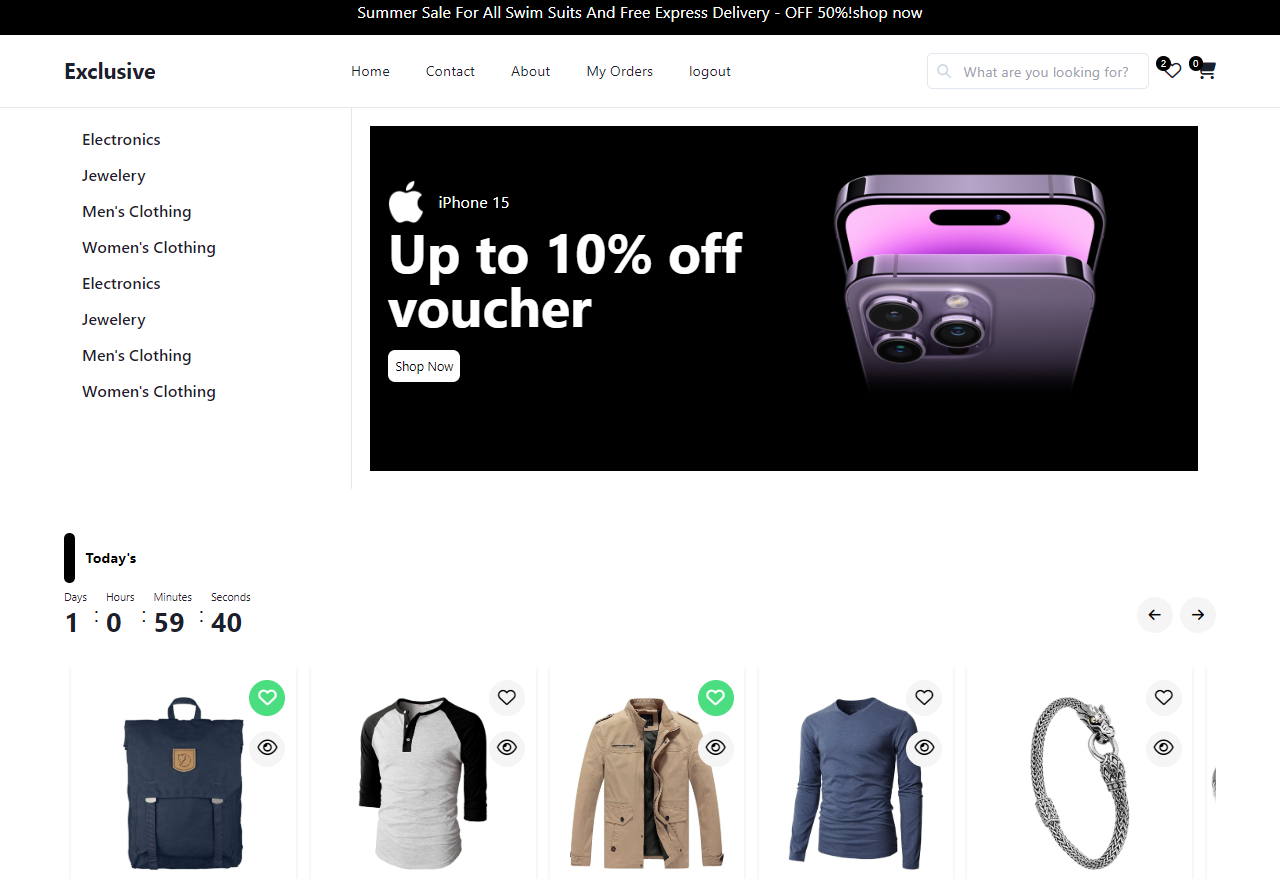 Summer Sale For All Swim Suits And Free Express Delivery - OFF 50%!shop now
Exclusive
Home
Contact
About
My Orders
logout
What are you looking for?
2
0
Electronics
Jewelery
Men's Clothing
Women's Clothing
Electronics
Jewelery
Men's Clothing
Women's Clothing
iPhone 15
Up to 10% off
voucher
Shop Now
Today's
Days
Hours
Minutes
Seconds
1 : 0 : 59 : 40